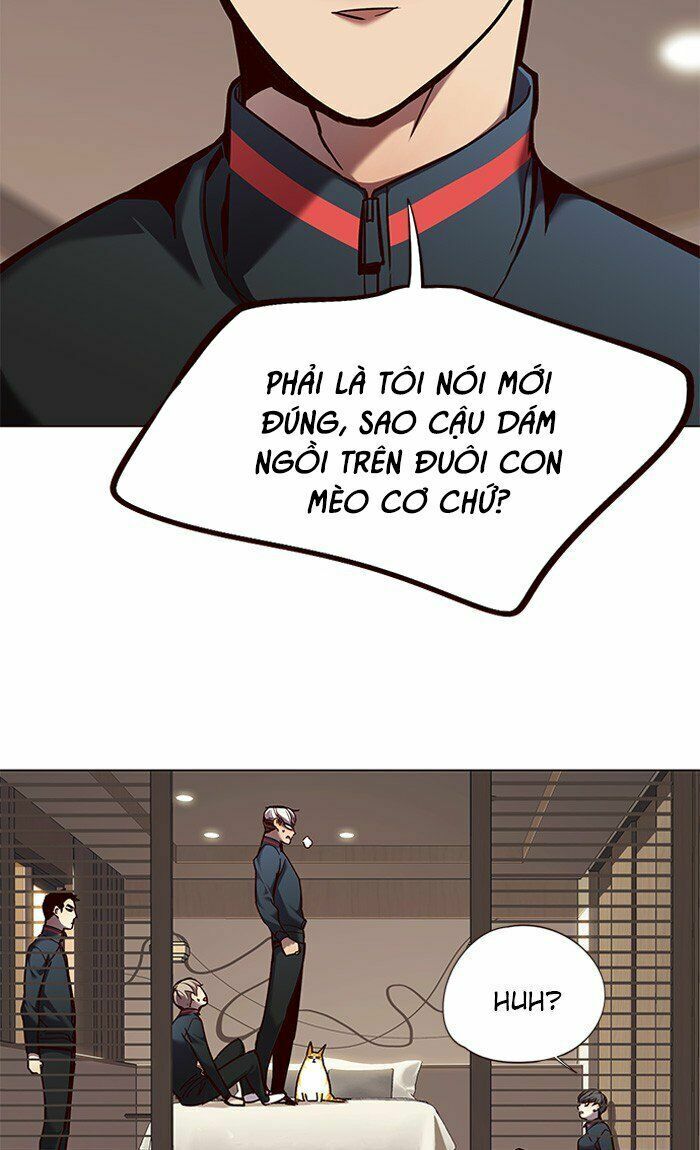 PHẢI LÀ TÔI NÓI MỚI
ĐÚNG, SAO CẬU DÁM
NGỒI TRÊN ĐUÔI CON
MÈO CƠ CHỨ?
HUH?